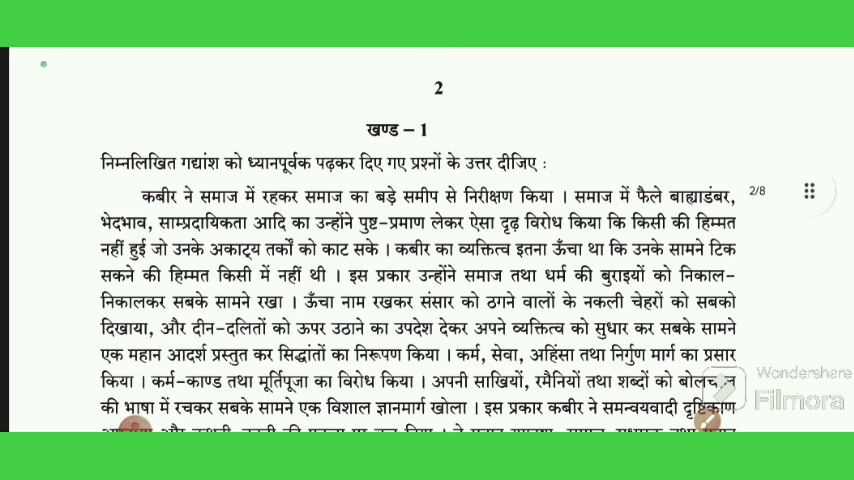 2
खण्ड – 1
निम्नलिखित गद्यांश को ध्यानपूर्वक पढ़कर दिए गए प्रश्नों के उत्तर दीजिए :
कबीर ने समाज में रहकर समाज का बड़े समीप से निरीक्षण किया । समाज में फैले बाह्याडंबर,
2/8
भेदभाव, साम्प्रदायिकता आदि का उन्होंने पुष्ट-प्रमाण लेकर ऐसा दृढ़ विरोध किया कि किसी की हिम्मत
नहीं हुई जो उनके अकाट्य तर्कों को काट सके । कबीर का व्यक्तित्व इतना ऊँचा था कि उनके सामने टिक
सकने की हिम्मत किसी में नहीं थी । इस प्रकार उन्होंने समाज तथा धर्म की बुराइयों को निकाल-
निकालकर सबके सामने रखा । ऊँचा नाम रखकर संसार को ठगने वालों के नकली चेहरों को सबको
दिखाया, और दीन-दलितों को ऊपर उठाने का उपदेश देकर अपने व्यक्तित्व को सुधार कर सबके सामने
एक महान आदर्श प्रस्तुत कर सिद्धांतों का निरूपण किया । कर्म, सेवा, अहिंसा तथा निर्गुण मार्ग का प्रसार
किया । कर्म-काण्ड तथा मूर्तिपूजा का विरोध किया । अपनी साखियों, रमैनियों तथा शब्दों को बोलचाल
की भाषा में रचकर सबके सामने एक विशाल ज्ञानमार्ग खोला । इस प्रकार कबीर ने समन्वयवादी दृष्टिकोण
Wondershare
Filmora